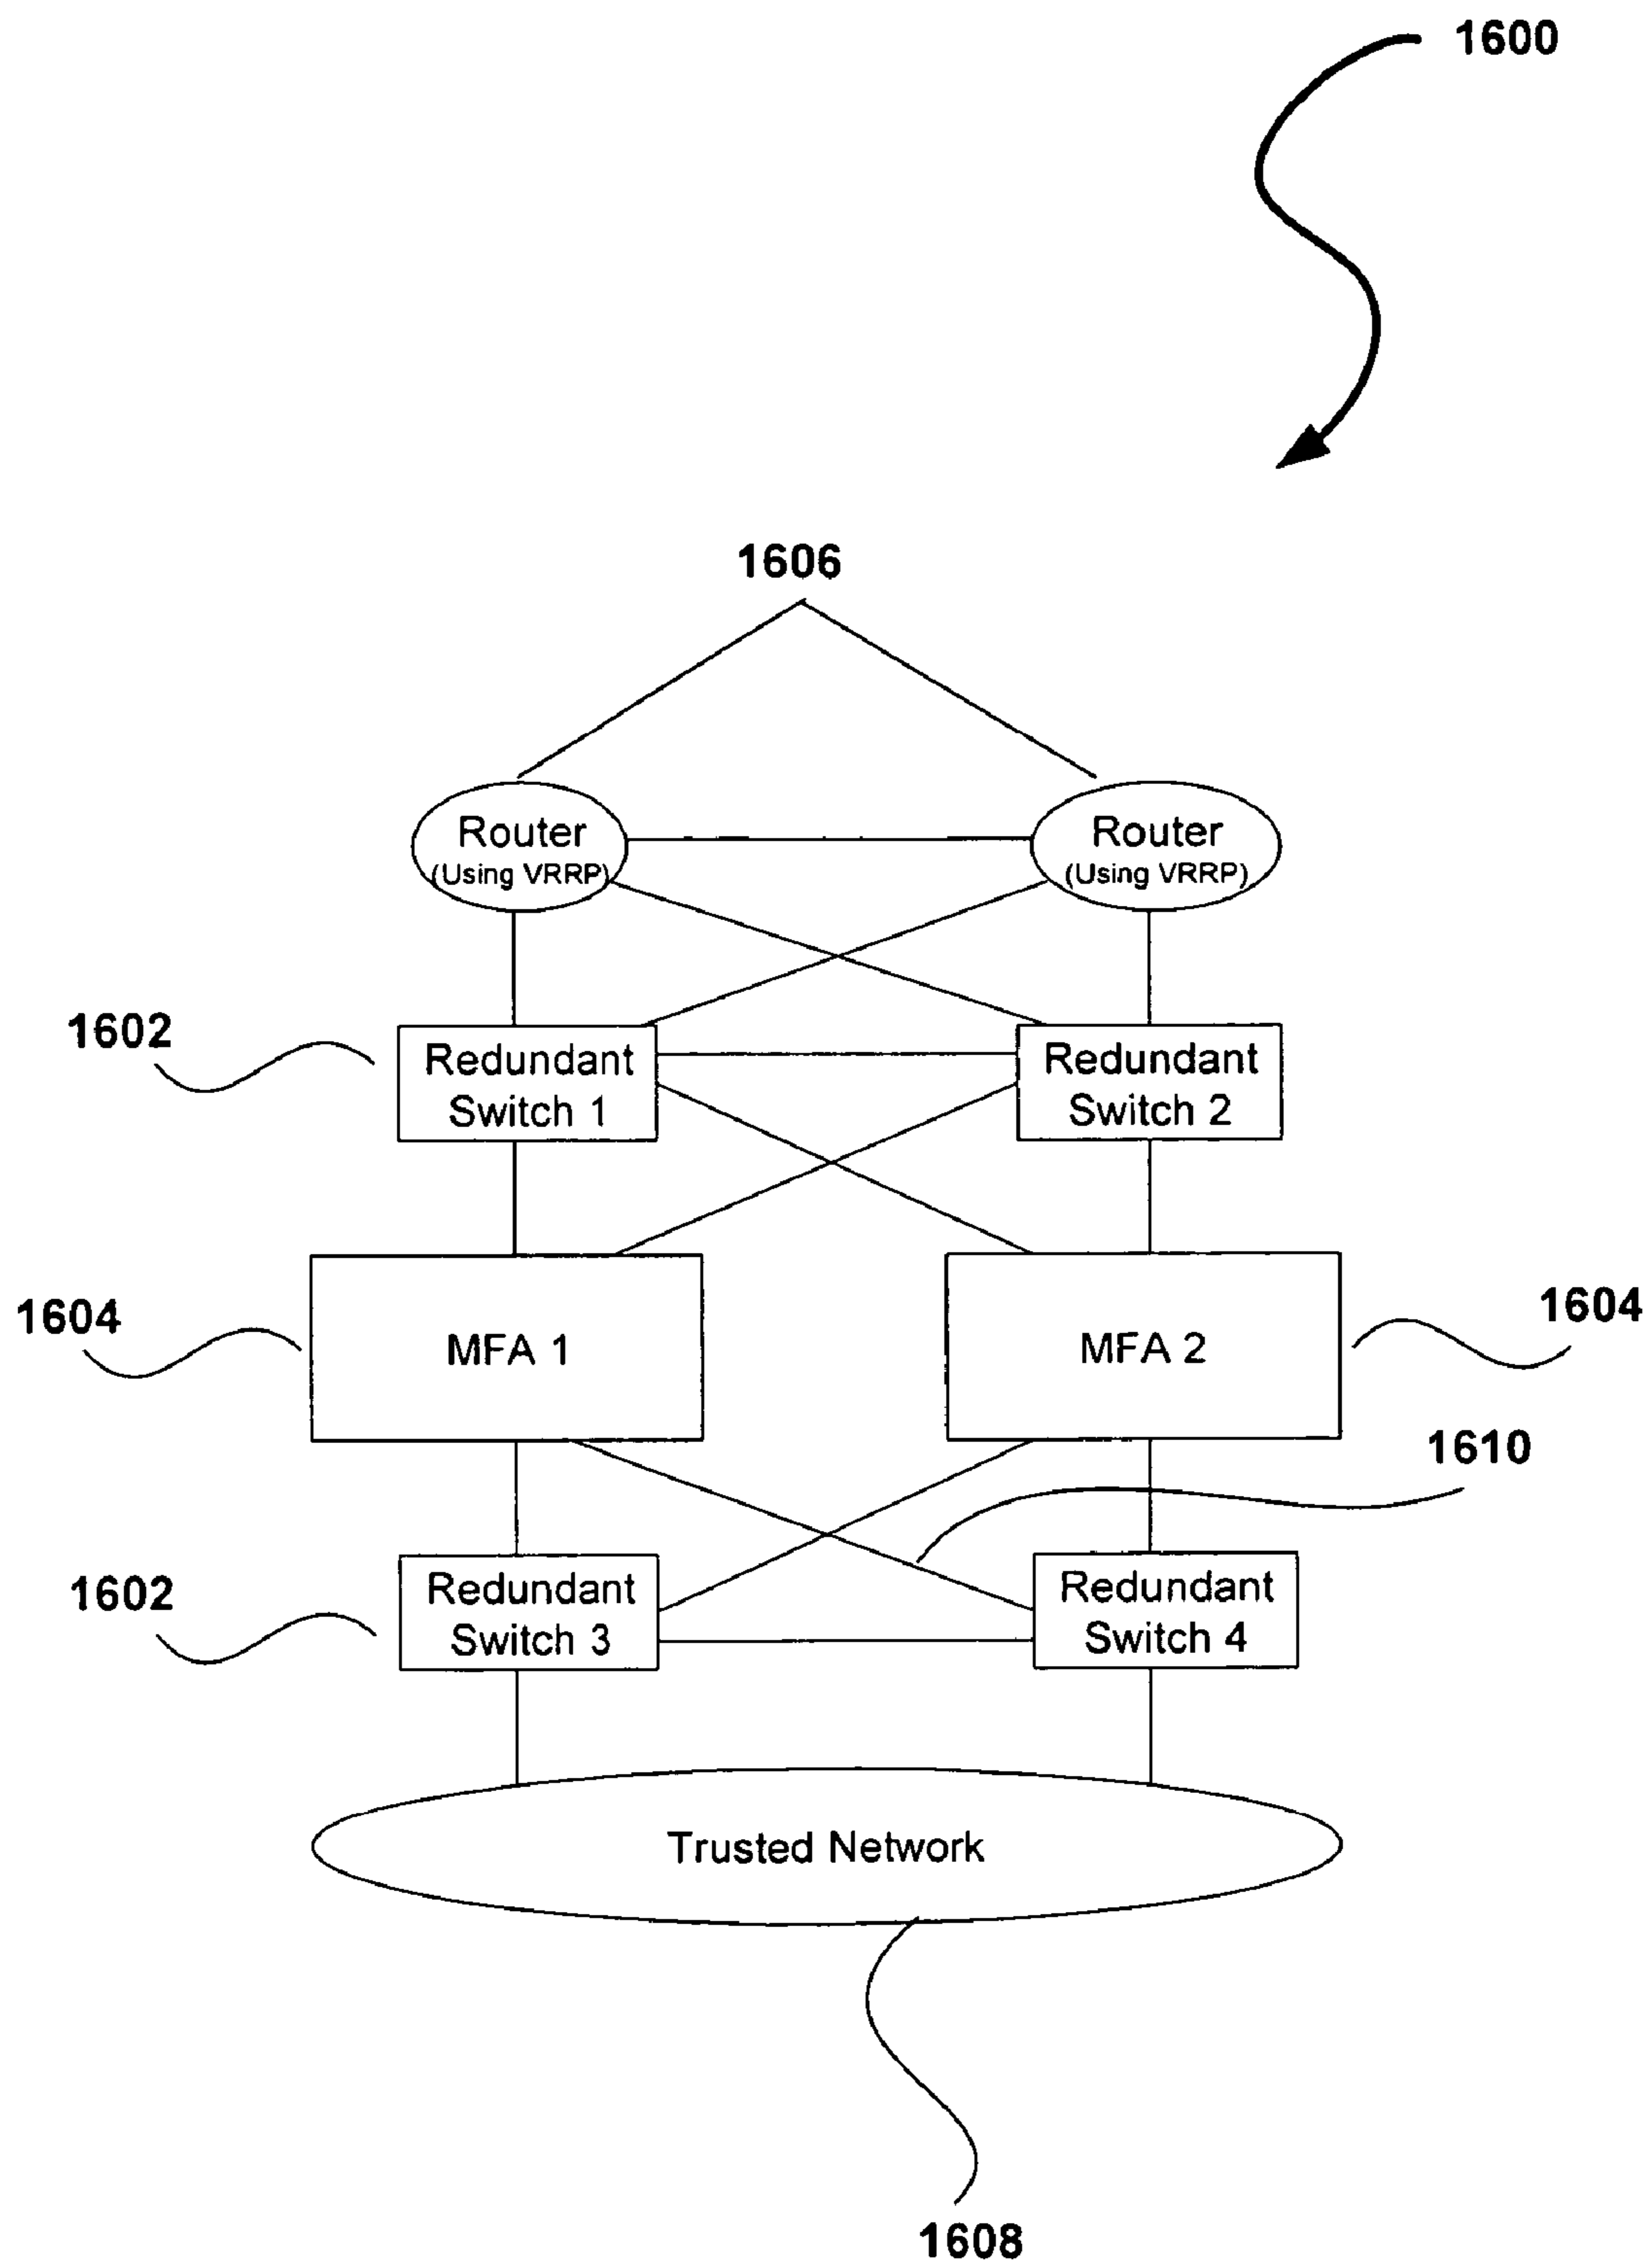 1600
1606
Router
(Using VRRP)
Router
(Using VRRP)
1602
Redundant
Switch 1
Redundant
Switch 2
1604
MFA 1
MFA 2
1604
1610
1602
Redundant
Switch 3
Redundant
Switch 4
Trusted Network
1608